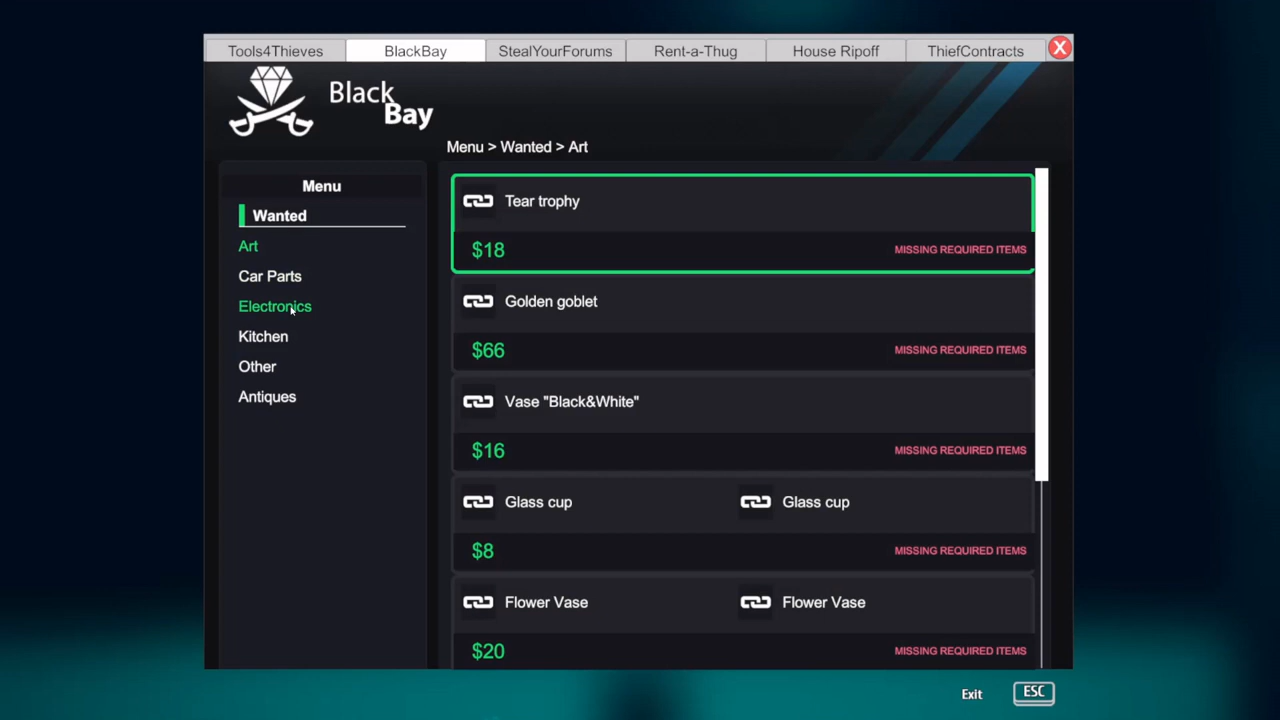 Tools4Thieves BlackBay StealYourForums Rent-a-Thug House Ripoff ThiefContracts X
Black
Bay
Menu > Wanted > Art
Menu
Wanted
Art
Car Parts
Electronics
Kitchen
Other
Antiques
Tear trophy
$18 MISSING REQUIRED ITEMS
Golden goblet
$66 MISSING REQUIRED ITEMS
Vase "Black&White"
$16 MISSING REQUIRED ITEMS
Glass cup Glass cup
$8 MISSING REQUIRED ITEMS
Flower Vase Flower Vase
$20 MISSING REQUIRED ITEMS
Exit ESC